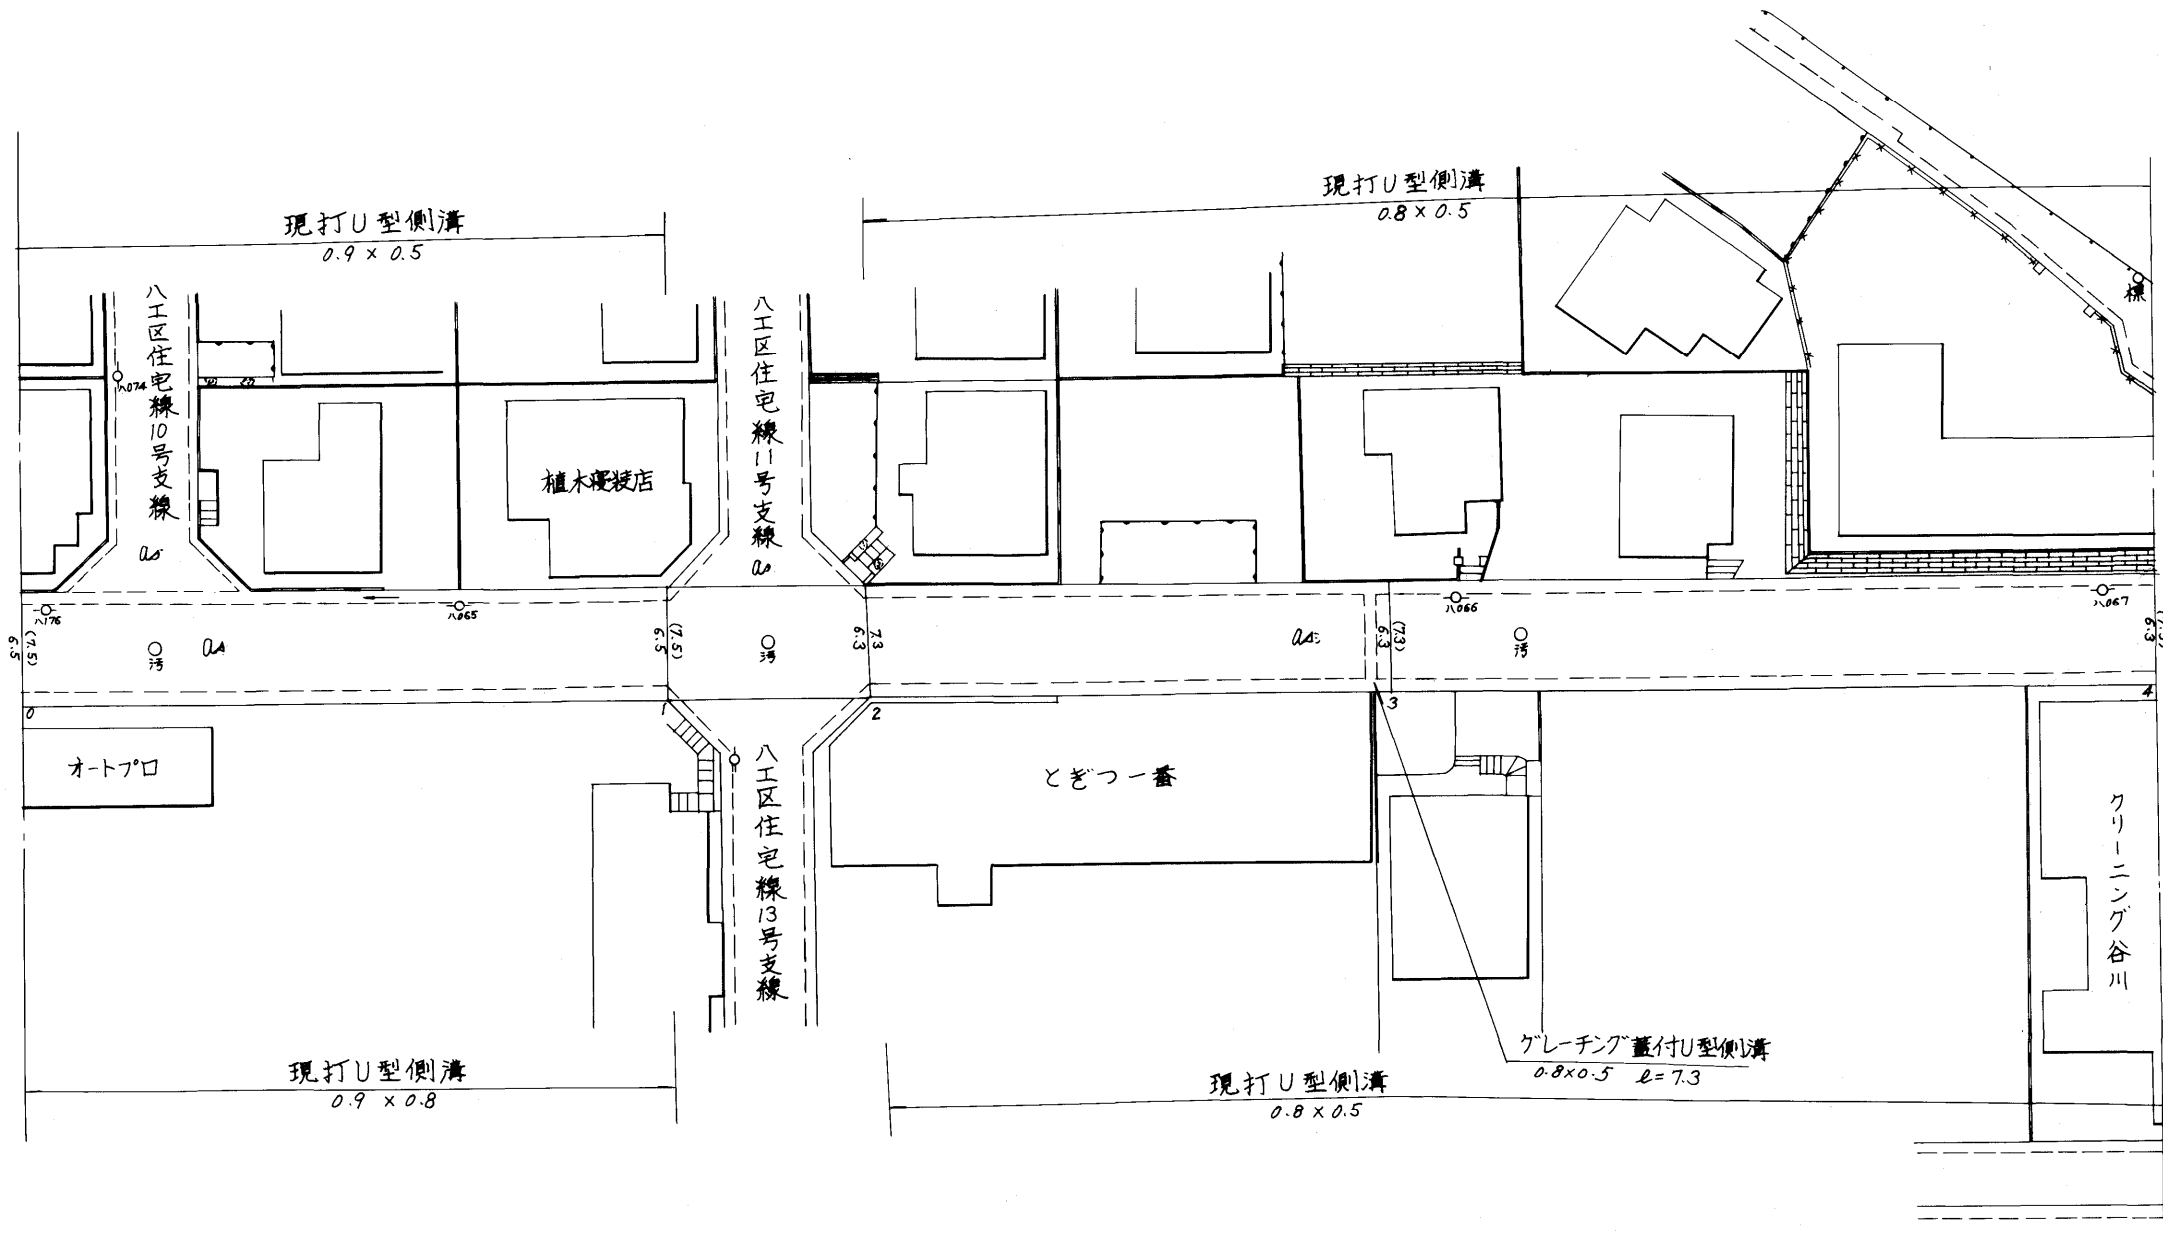 現打U型側溝
0.8 × 0.5
現打U型側溝
0.9 × 0.5
標
八工区住宅線10号支線
八工区住宅線11号支線
ハ074
植木寝装店
as
as
ハ176
ハ065
ハ066
ハ067
(7.5)
6.5
汚
as
(7.5)
6.5
汚
7.3
6.3
as
(7.3)
6.3
汚
6.3
0
1
2
3
4
オートプロ
八工区住宅線13号支線
とぎつ一番
クリーニング谷川
グレーチング蓋付U型側溝
0.8×0.5 ℓ=7.3
現打U型側溝
0.9 × 0.8
現打U型側溝
0.8 × 0.5